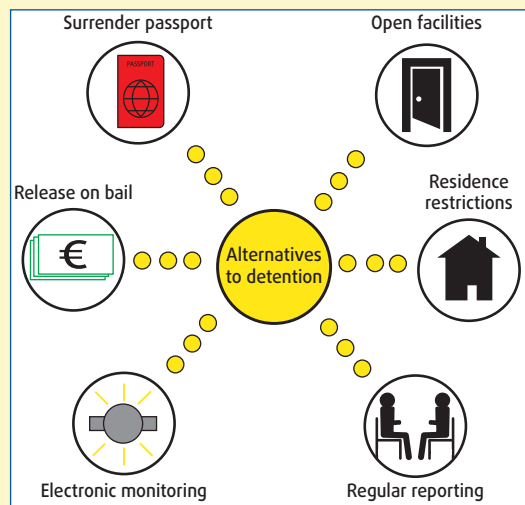 Surrender passport
Open facilities
PASSPORT
Release on bail
Residence
restrictions
€
Alternatives
to detention
Electronic monitoring
Regular reporting